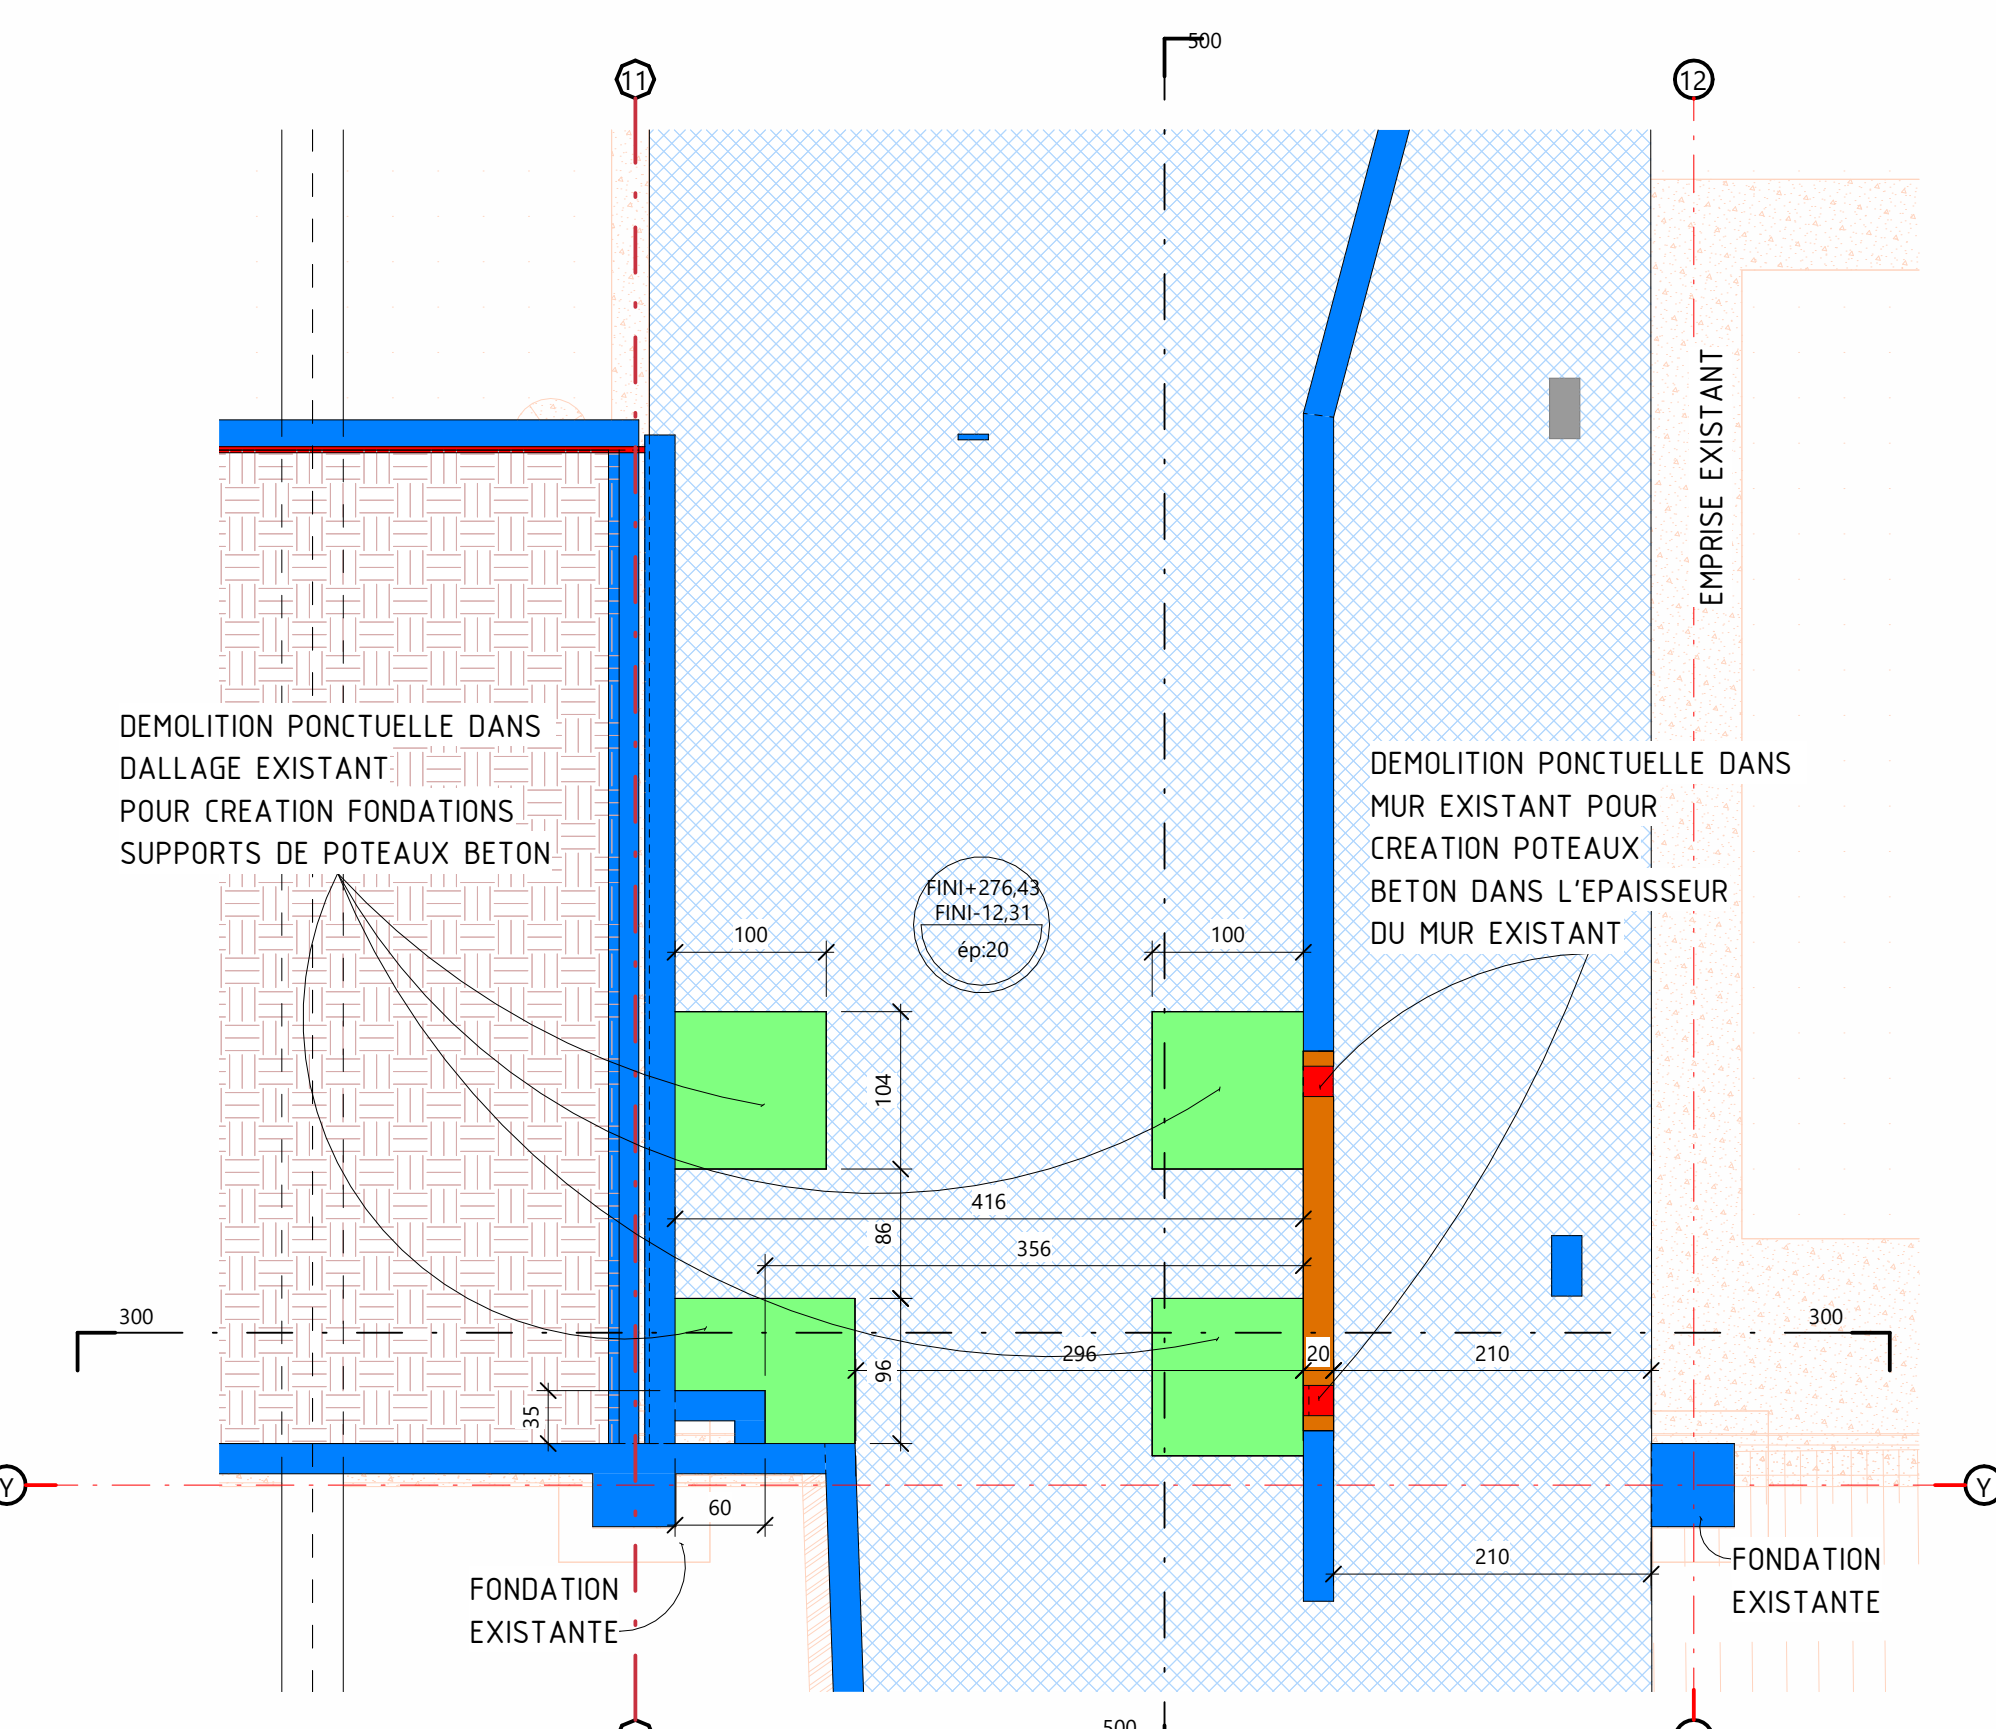 500
11
12
EMPRISE EXISTANT
DEMOLITION PONCTUELLE DANS
DALLAGE EXISTANT
POUR CREATION FONDATIONS
SUPPORTS DE POTEAUX BETON
DEMOLITION PONCTUELLE DANS
MUR EXISTANT POUR
CREATION POTEAUX
BETON DANS L'EPAISSEUR
DU MUR EXISTANT
FINI+276,43
FINI-12,31
ép:20
100
100
104
416
86
356
300
300
296
20
210
96
35
Y
Y
60
210
FONDATION
EXISTANTE
FONDATION
EXISTANTE
500